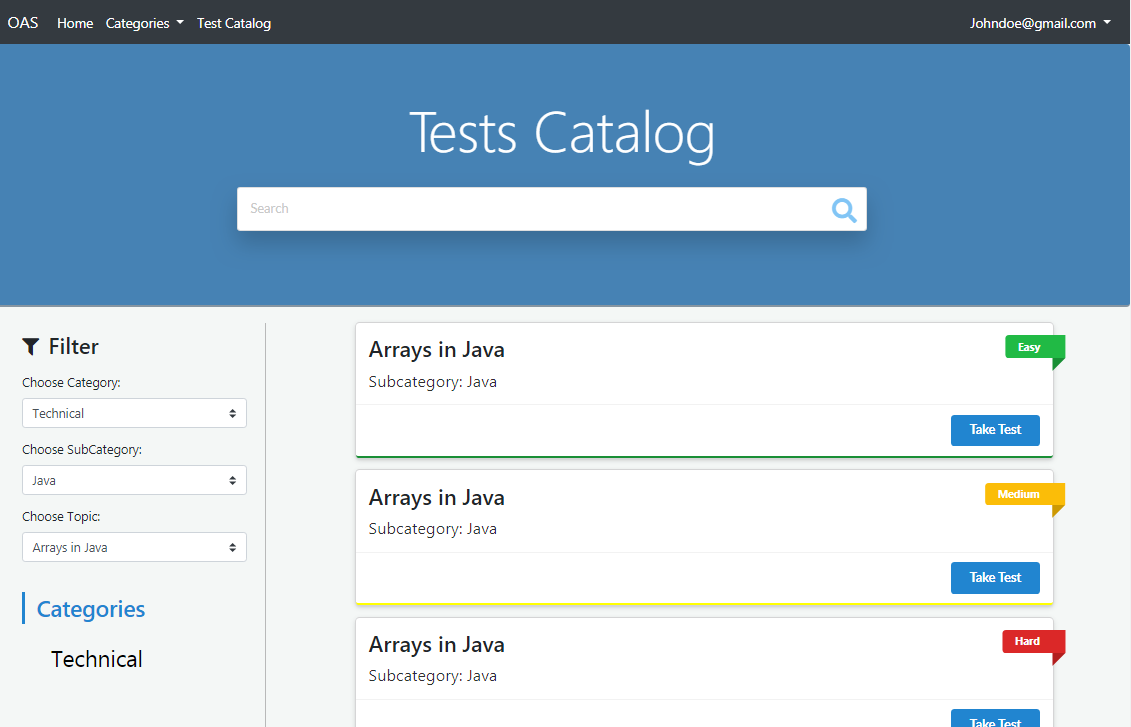 OAS Home Categories Test Catalog Johndoe@gmail.com
Tests Catalog
Search
Filter
Choose Category:
Technical
Choose SubCategory:
Java
Choose Topic:
Arrays in Java
Categories
Technical
Arrays in Java
Easy
Subcategory: Java
Take Test
Arrays in Java
Medium
Subcategory: Java
Take Test
Arrays in Java
Hard
Subcategory: Java
Take Test